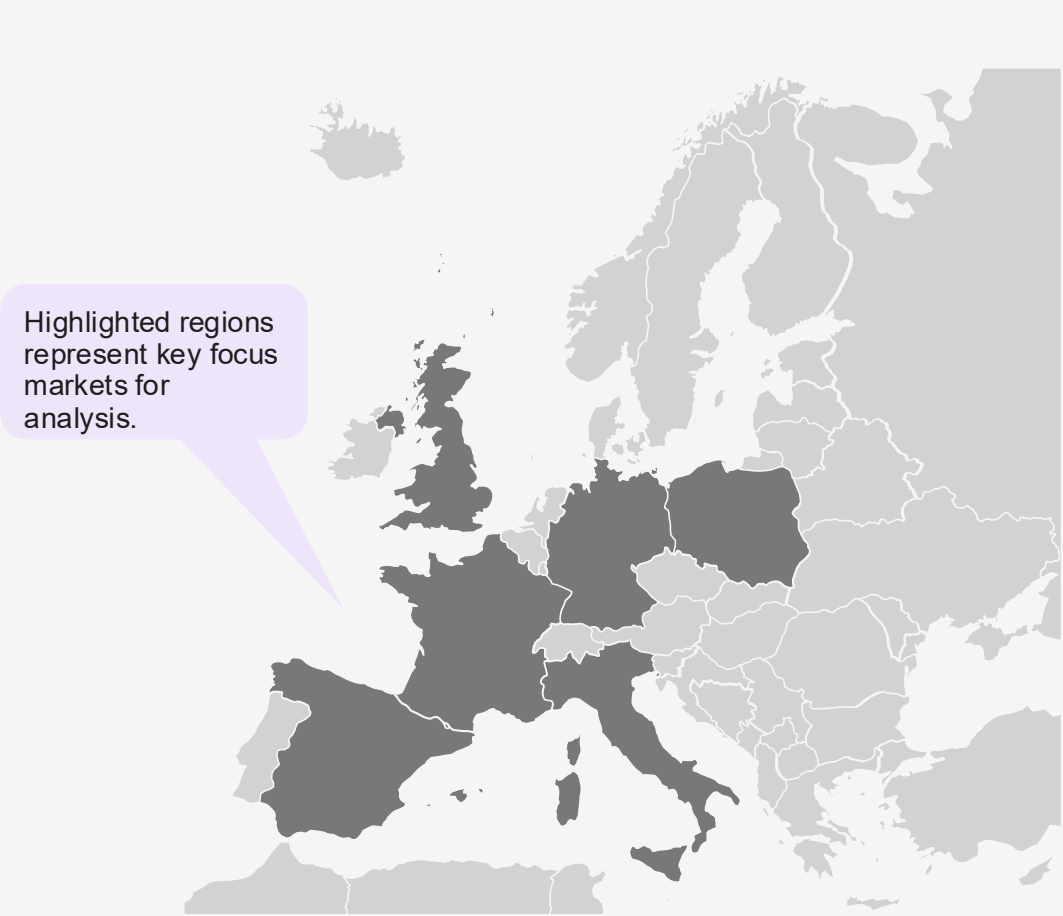 Highlighted regions
represent key focus
markets for
analysis.